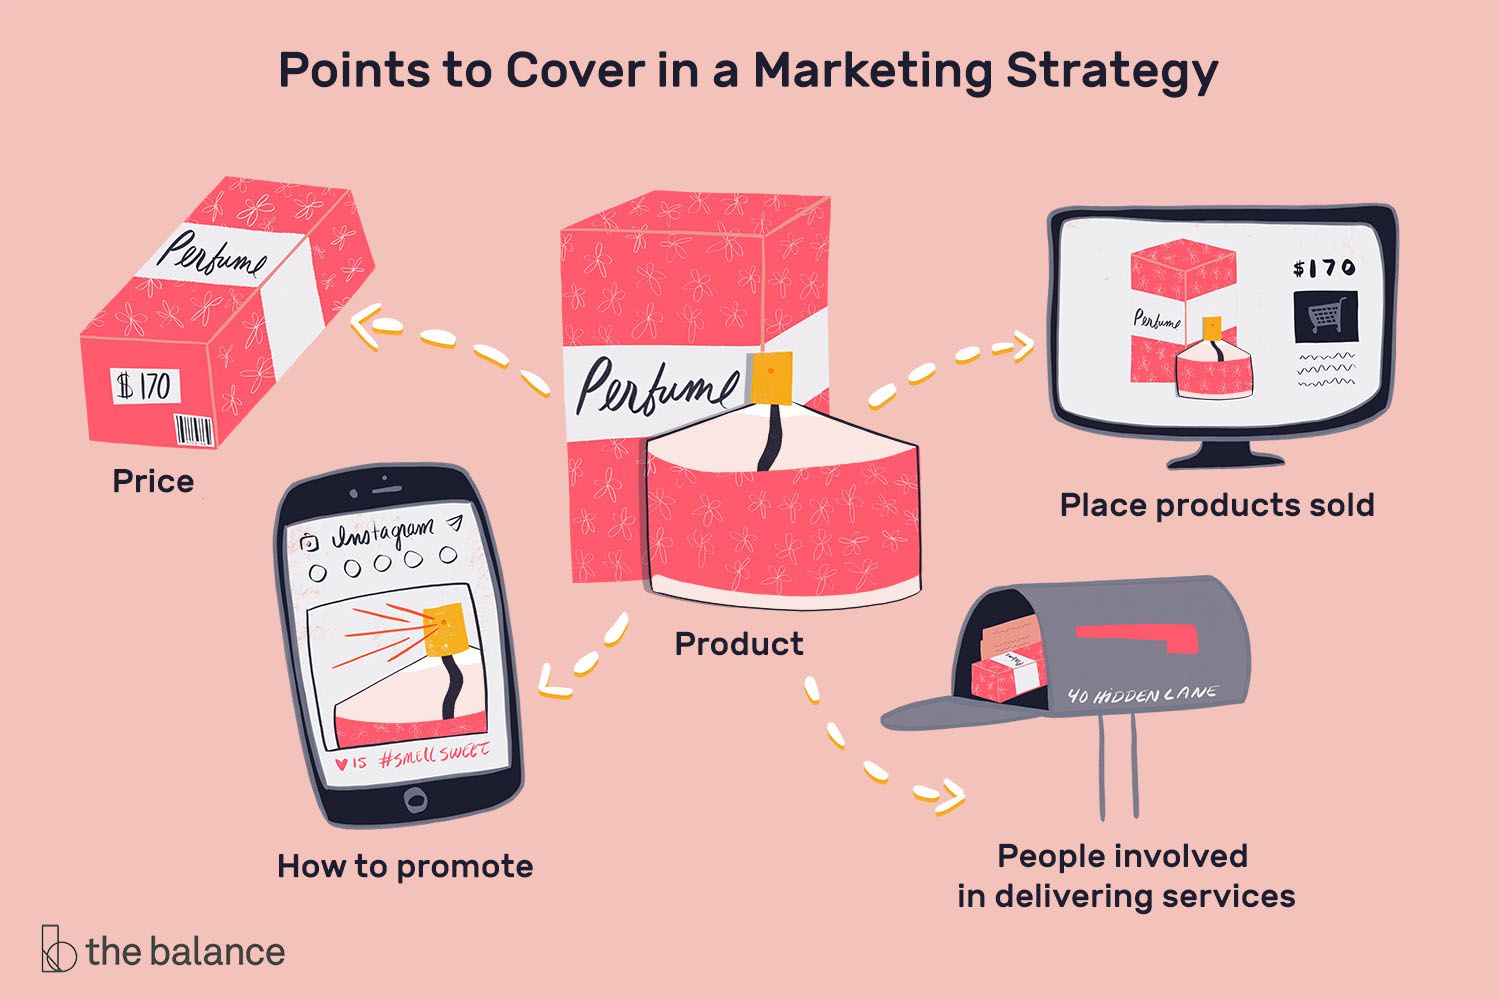 Points to Cover in a Marketing Strategy
Perfume
$170
Price
Perfume
Product
Perfume
$170
Place products sold
Instagram
♥15 #SMELLSWEET
How to promote
Perfume
40 HIDDEN LANE
People involved
in delivering services
the balance